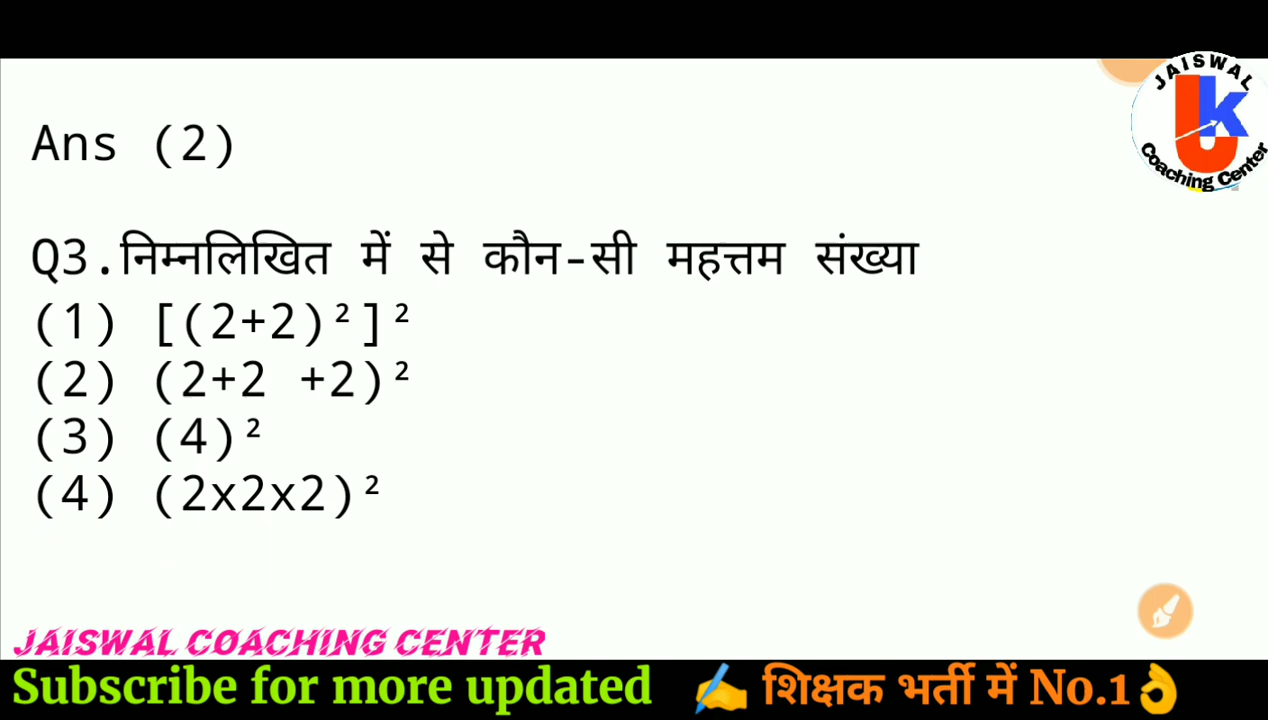 JAISWAL
JK
Coaching Center
Ans (2)
Q3.निम्नलिखित में से कौन-सी महत्तम संख्या
(1) [(2+2)²]²
(2) (2+2 +2)²
(3) (4)²
(4) (2x2x2)²
JAISWAL COACHING CENTER
Subscribe for more updated ✍ शिक्षक भर्ती में No.1👌